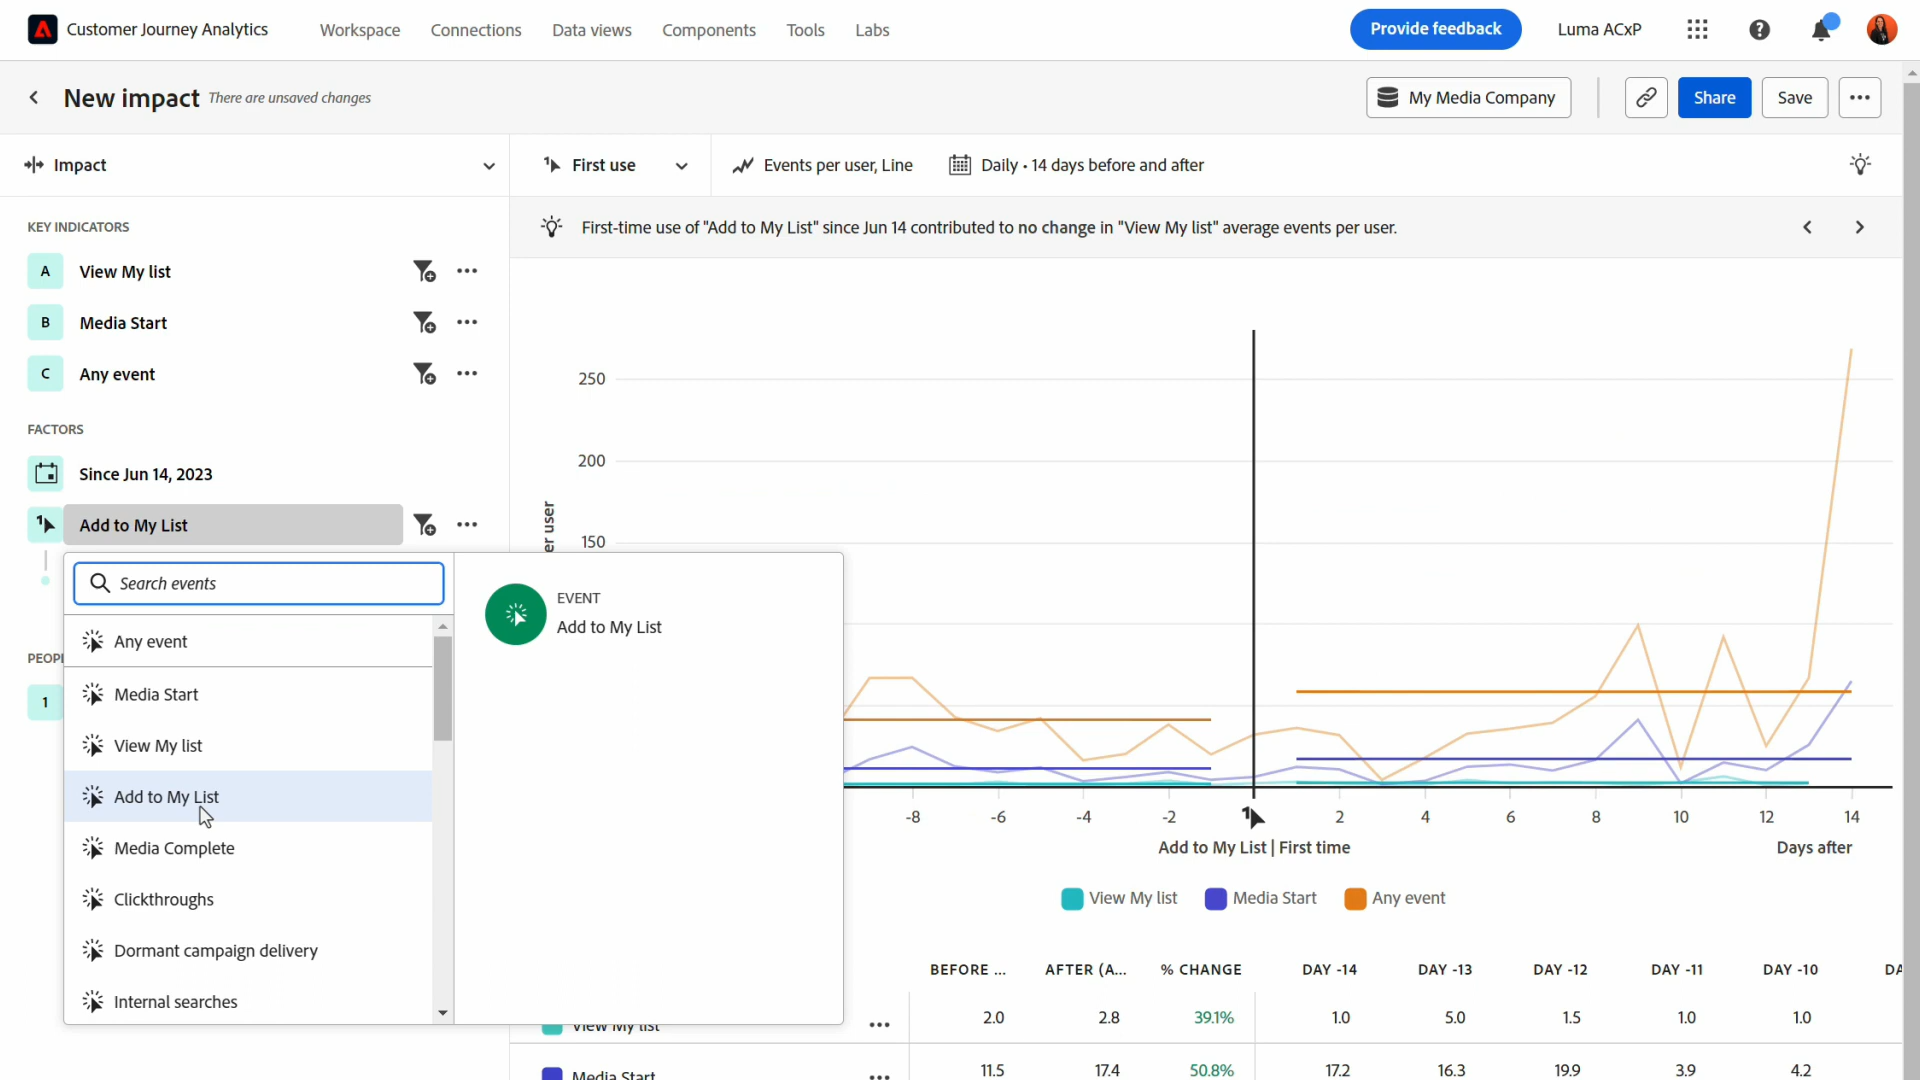 Customer Journey Analytics
Workspace
Connections
Data views
Components
Tools
Labs
Provide feedback
Luma ACxP
New impact
There are unsaved changes
My Media Company
Share
Save
Impact
First use
Events per user, Line
Daily • 14 days before and after
KEY INDICATORS
First-time use of "Add to My List" since Jun 14 contributed to no change in "View My list" average events per user.
A View My list
B Media Start
C Any event
FACTORS
Since Jun 14, 2023
Add to My List
Search events
Any event
Media Start
View My list
Add to My List
Media Complete
Clickthroughs
Dormant campaign delivery
Internal searches
1
EVENT
Add to My List
250
200
150
-8 -6 -4 -2 2 4 6 8 10 12 14
Add to My List | First time
Days after
View My list
Media Start
Any event
BEFORE ... AFTER (A... % CHANGE DAY -14 DAY -13 DAY -12 DAY -11 DAY -10
View My list 2.0 2.8 39.1% 1.0 5.0 1.5 1.0 1.0
Media Start 11.5 17.4 50.8% 17.2 16.3 19.9 3.9 4.2